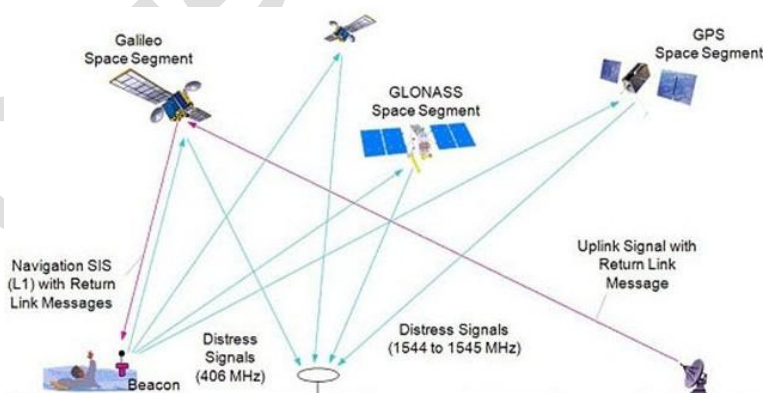 Galileo
Space Segment
GPS
Space Segment
GLONASS
Space Segment
Navigation SIS
(L1) with Return
Link Messages
Uplink Signal with
Return Link
Message
Distress
Signals
(406 MHz)
Distress Signals
(1544 to 1545 MHz)
Beacon